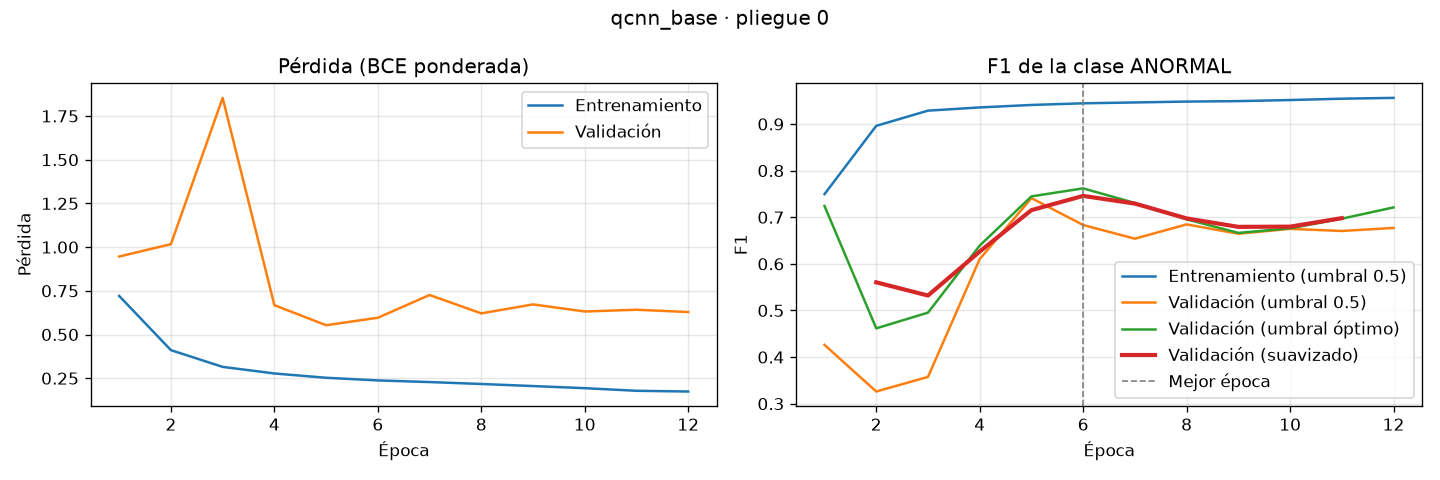 qcnn_base · pliegue 0
Pérdida (BCE ponderada)
Entrenamiento
Validación
1.75
1.50
1.25
1.00
0.75
0.50
0.25
Pérdida
2 4 6 8 10 12
Época
F1 de la clase ANORMAL
0.9
0.8
0.7
0.6
0.5
0.4
0.3
F1
Entrenamiento (umbral 0.5)
Validación (umbral 0.5)
Validación (umbral óptimo)
Validación (suavizado)
Mejor época
2 4 6 8 10 12
Época